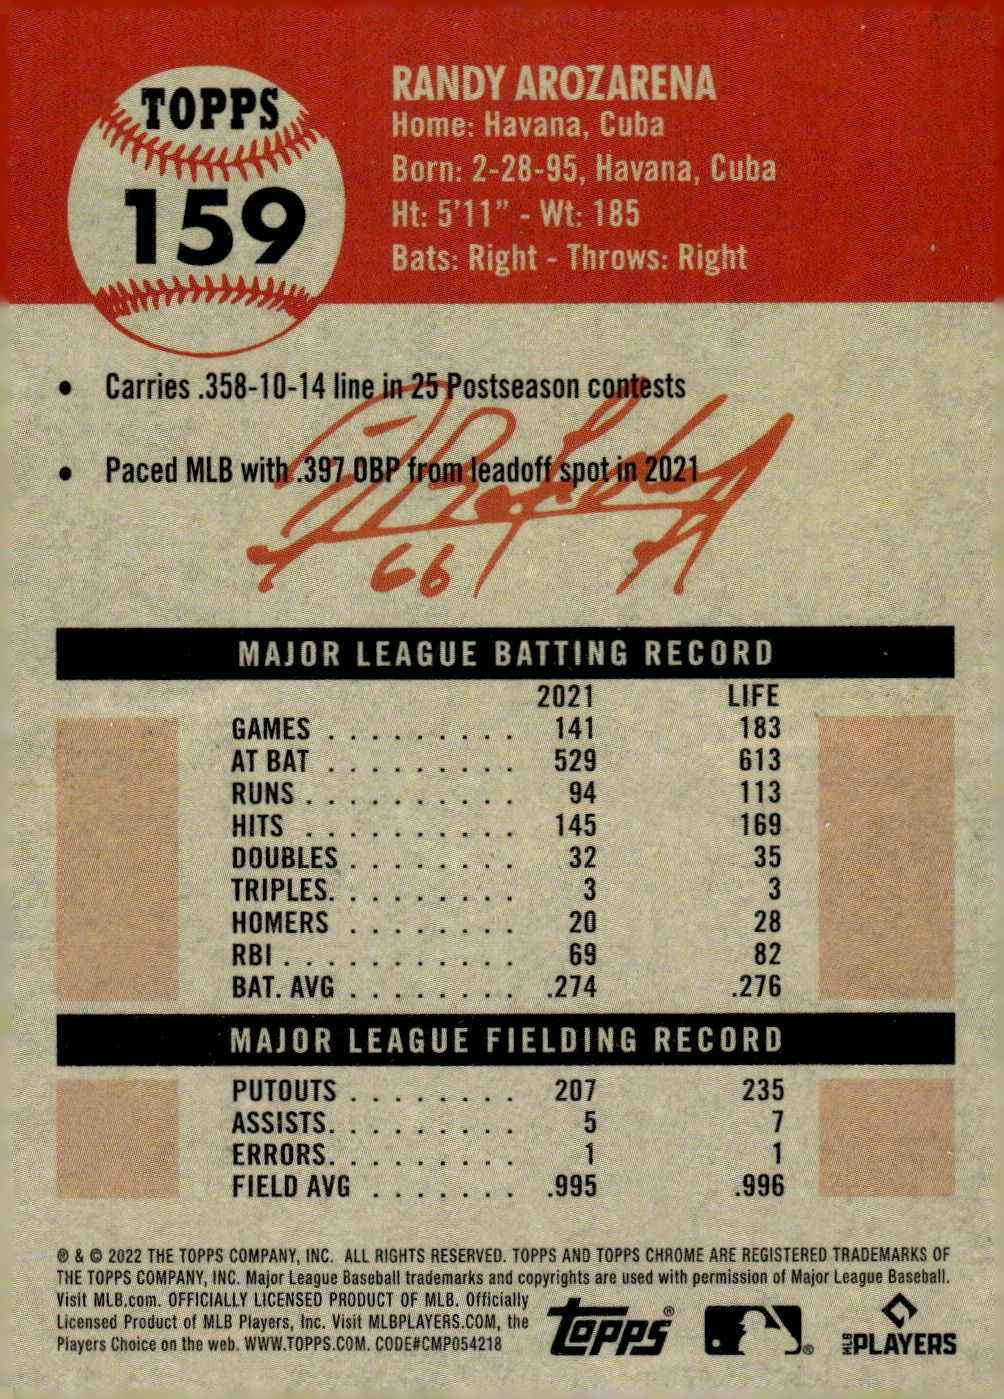 TOPPS
159
RANDY AROZARENA
Home: Havana, Cuba
Born: 2-28-95, Havana, Cuba
Ht: 5'11" - Wt: 185
Bats: Right - Throws: Right
• Carries .358-10-14 line in 25 Postseason contests
• Paced MLB with .397 OBP from leadoff spot in 2021
66
MAJOR LEAGUE BATTING RECORD
2021 LIFE
GAMES . . . . . . . . . 141 183
AT BAT . . . . . . . . . 529 613
RUNS . . . . . . . . . . 94 113
HITS . . . . . . . . . . 145 169
DOUBLES . . . . . . . . 32 35
TRIPLES. . . . . . . . . 3 3
HOMERS . . . . . . . . 20 28
RBI . . . . . . . . . . . 69 82
BAT. AVG . . . . . . . . .274 .276
MAJOR LEAGUE FIELDING RECORD
PUTOUTS . . . . . . . . 207 235
ASSISTS. . . . . . . . . 5 7
ERRORS. . . . . . . . . 1 1
FIELD AVG . . . . . . . .995 .996
® & © 2022 THE TOPPS COMPANY, INC. ALL RIGHTS RESERVED. TOPPS AND TOPPS CHROME ARE REGISTERED TRADEMARKS OF
THE TOPPS COMPANY, INC. Major League Baseball trademarks and copyrights are used with permission of Major League Baseball.
Visit MLB.com. OFFICIALLY LICENSED PRODUCT OF MLB. Officially
Licensed Product of MLB Players, Inc. Visit MLBPLAYERS.COM, the
Players Choice on the web. WWW.TOPPS.COM. CODE#CMP054218
TOPPS® ® MLB PLAYERS